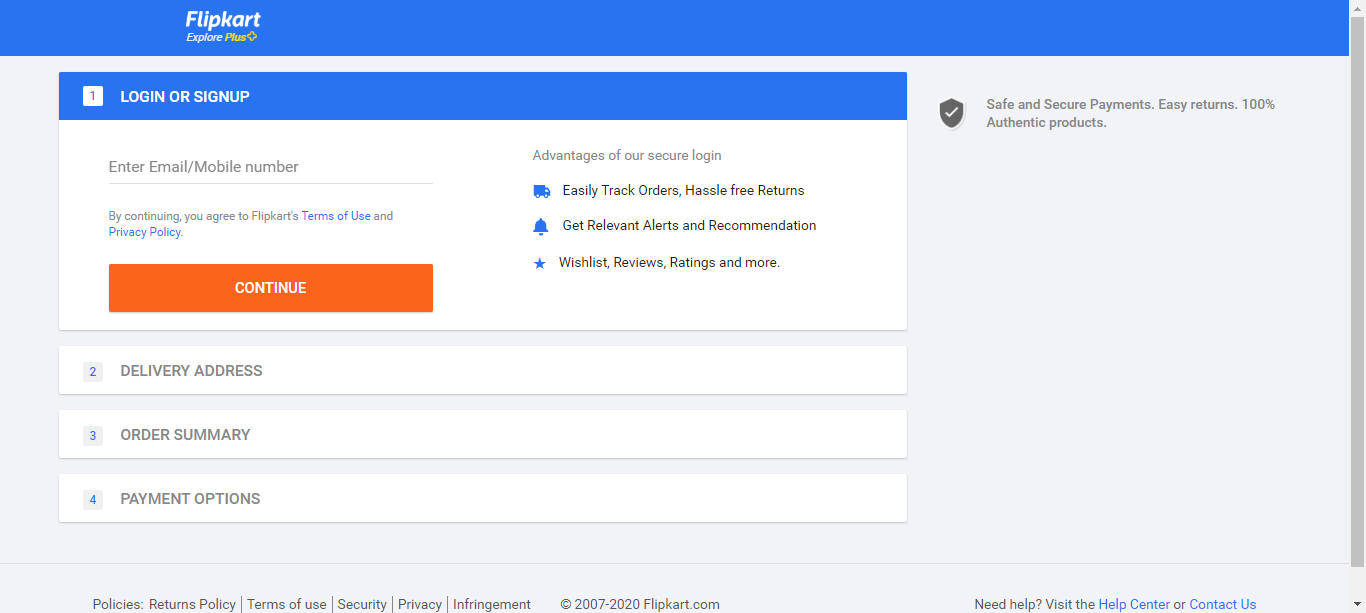 Flipkart
Explore Plus
1 LOGIN OR SIGNUP
Enter Email/Mobile number
By continuing, you agree to Flipkart's Terms of Use and
Privacy Policy.
CONTINUE
Advantages of our secure login
Easily Track Orders, Hassle free Returns
Get Relevant Alerts and Recommendation
Wishlist, Reviews, Ratings and more.
Safe and Secure Payments. Easy returns. 100%
Authentic products.
2 DELIVERY ADDRESS
3 ORDER SUMMARY
4 PAYMENT OPTIONS
Policies: Returns Policy | Terms of use | Security | Privacy | Infringement © 2007-2020 Flipkart.com Need help? Visit the Help Center or Contact Us